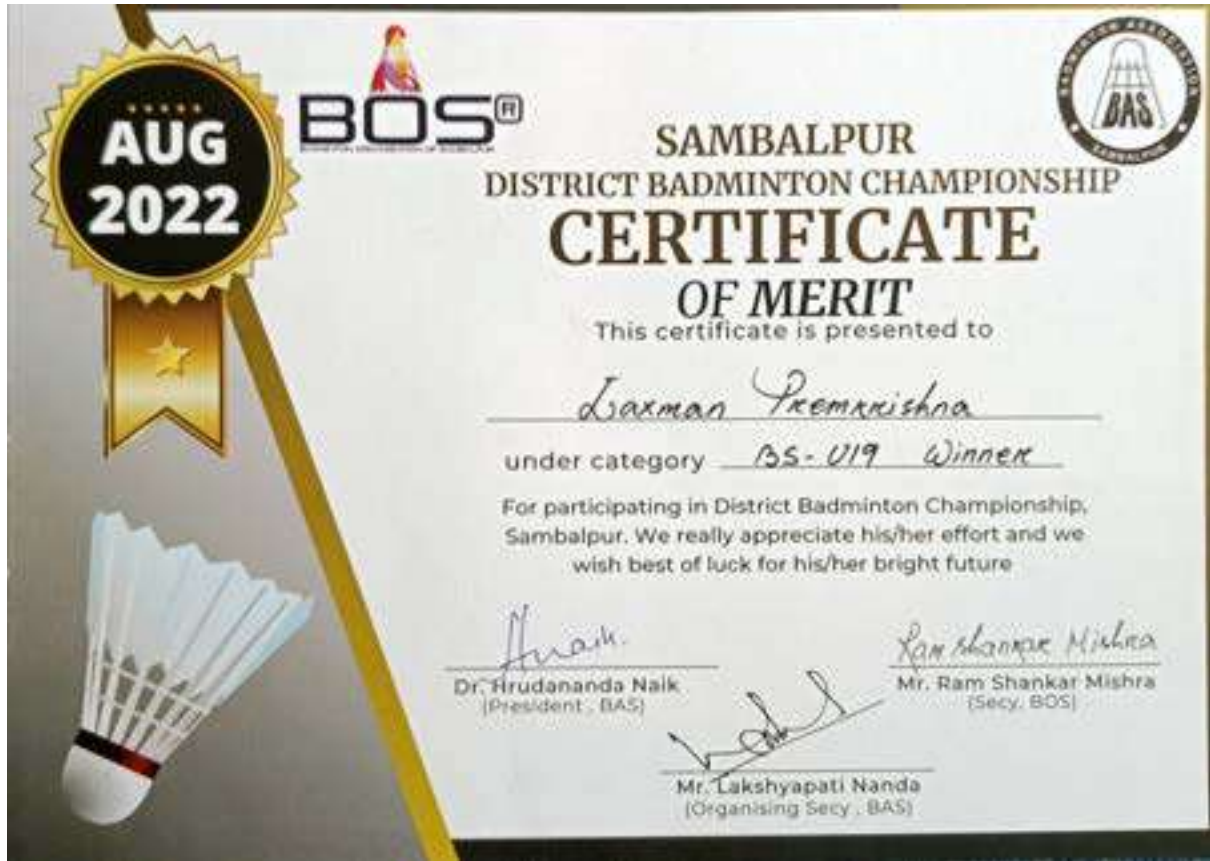 AUG
2022
BOS®
BADMINTON ASSOCIATION
BAS
SAMBALPUR
SAMBALPUR
DISTRICT BADMINTON CHAMPIONSHIP
CERTIFICATE
OF MERIT
This certificate is presented to
Laxman Premkrishna
under category BS-U19 Winner
For participating in District Badminton Championship,
Sambalpur. We really appreciate his/her effort and we
wish best of luck for his/her bright future
Ram Shankar Mishra
Dr. Hrudananda Naik
(President , BAS)
Mr. Ram Shankar Mishra
(Secy, BOS)
Mr. Lakshyapati Nanda
(Organising Secy , BAS)